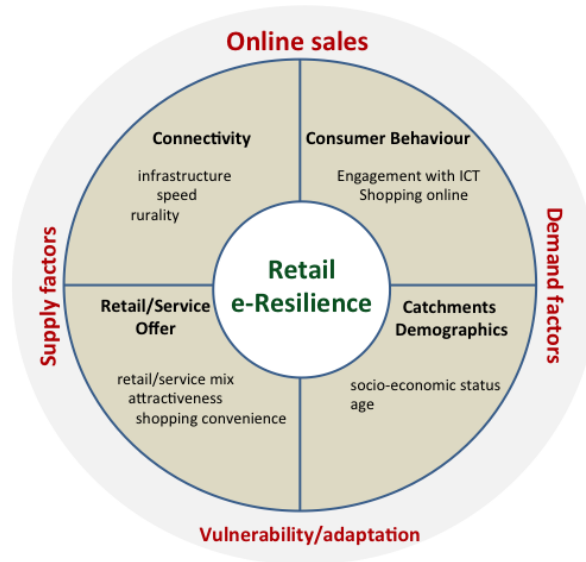 Online sales
Connectivity
infrastructure
speed
rurality
Consumer Behaviour
Engagement with ICT
Shopping online
Supply factors
Retail
e-Resilience
Demand factors
Retail/Service
Offer
retail/service mix
attractiveness
shopping convenience
Catchments
Demographics
socio-economic status
age
Vulnerability/adaptation